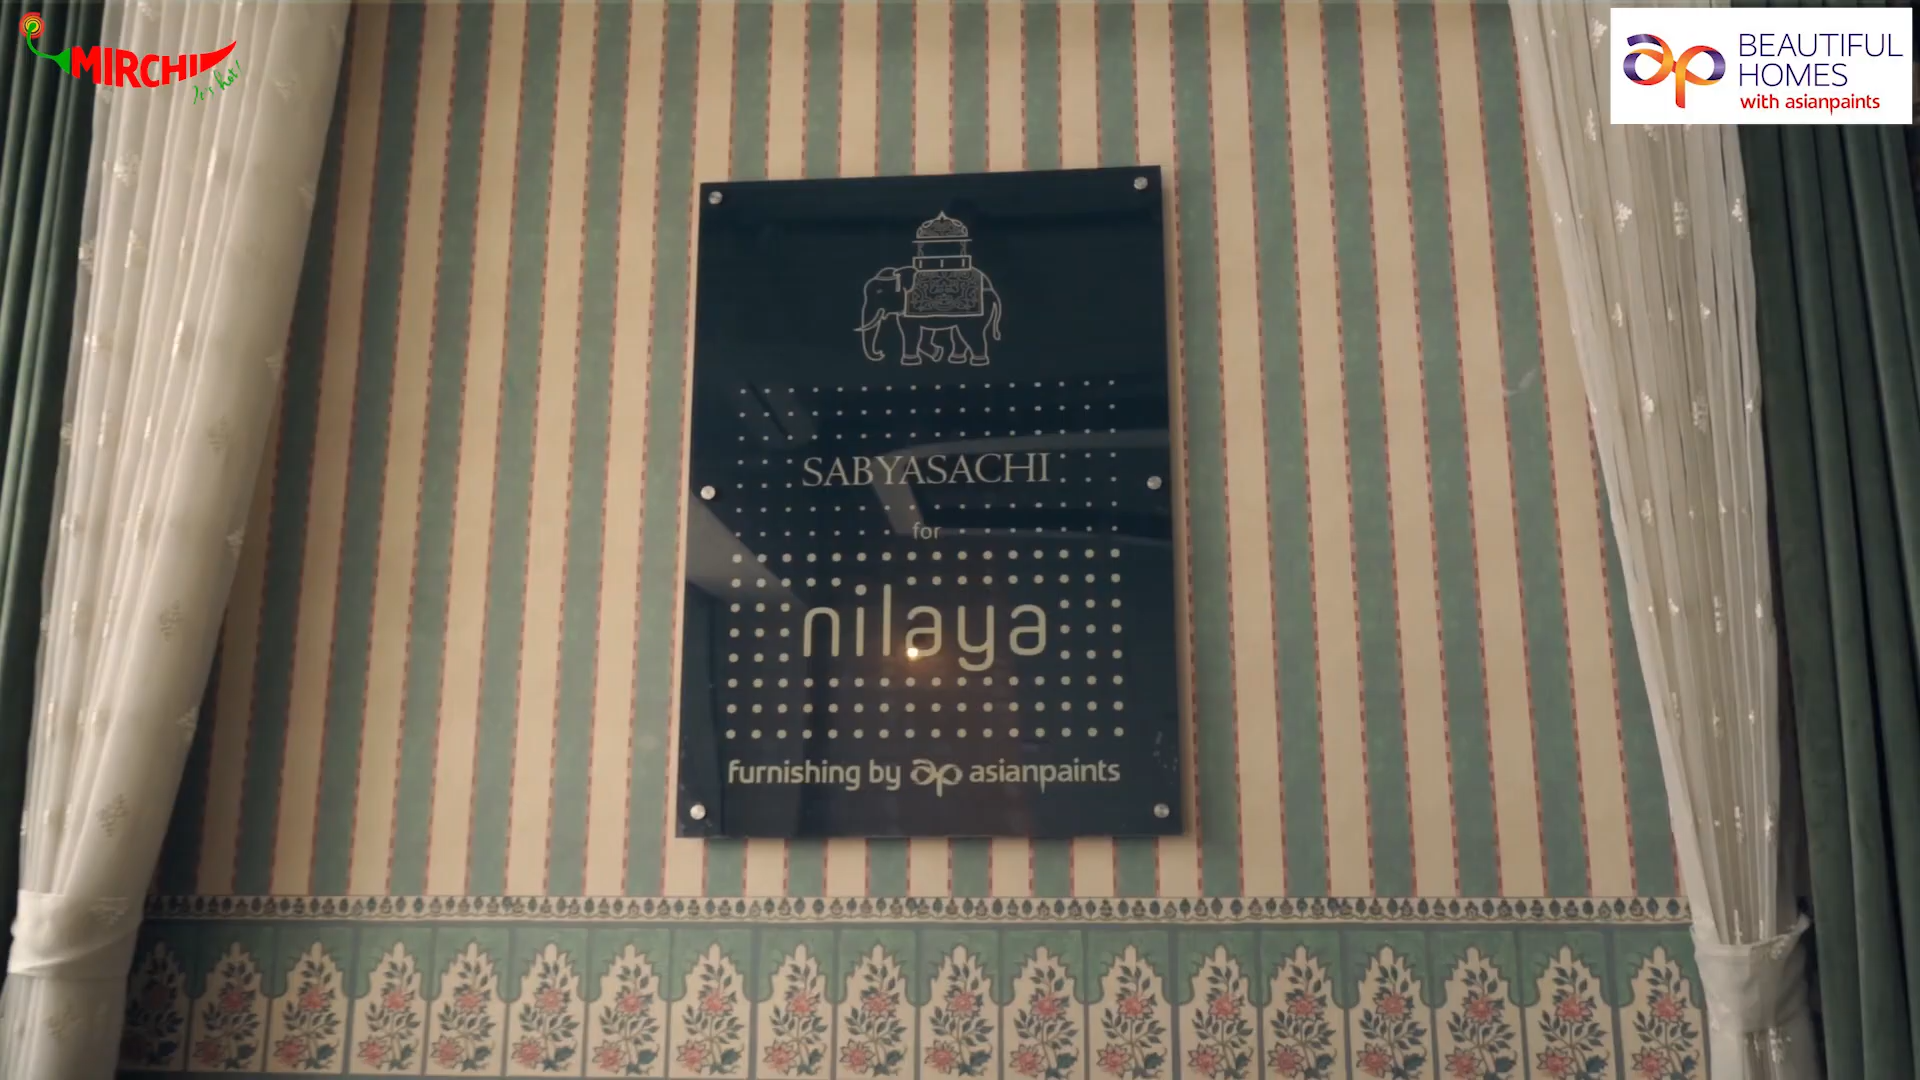 MIRCHI
It's hot!
BEAUTIFUL
HOMES
with asianpaints
SABYASACHI
for
nilaya
furnishing by ap asianpaints